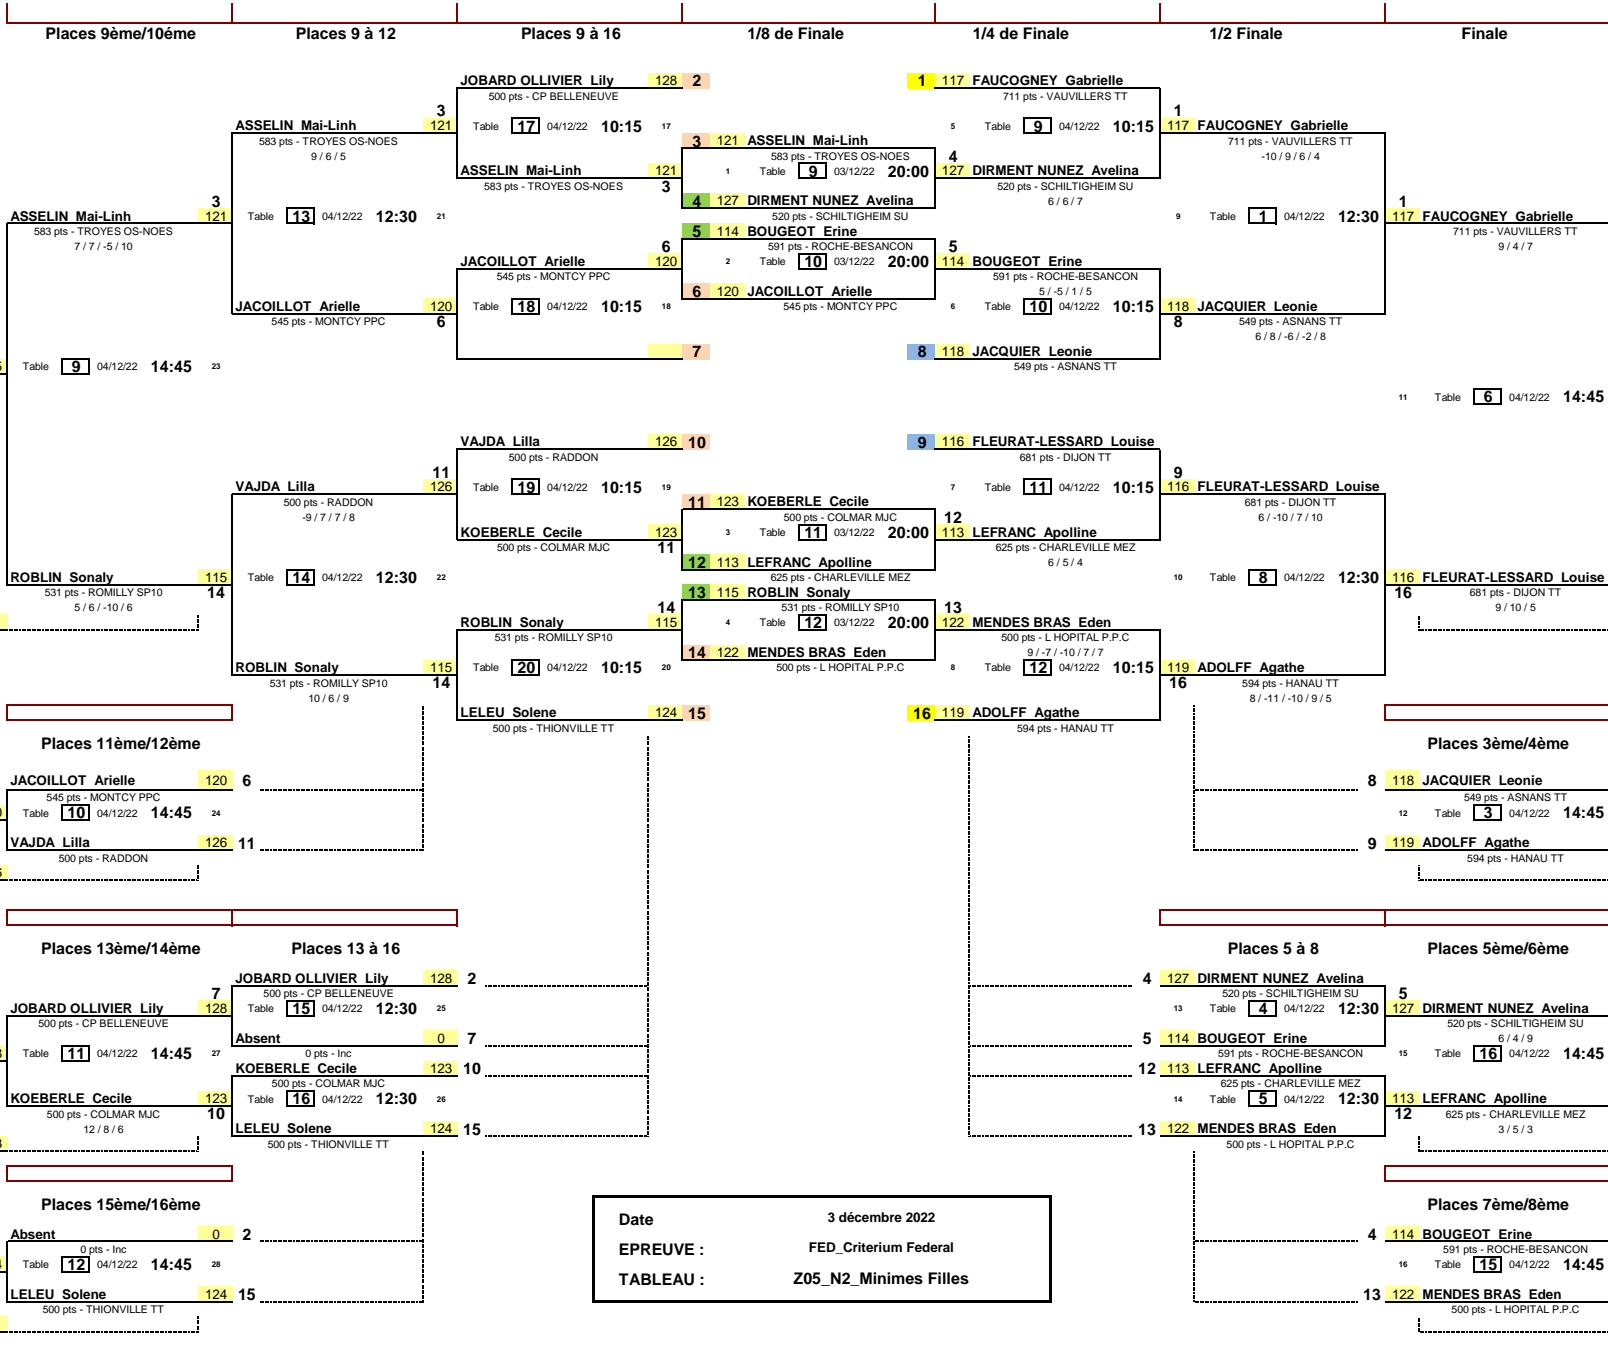 Places 9ème/10éme
Places 9 à 12
Places 9 à 16
1/8 de Finale
1/4 de Finale
1/2 Finale
Finale
JOBARD OLLIVIER Lily 128 2
500 pts - CP BELLENEUVE
1 117 FAUCOGNEY Gabrielle
711 pts - VAUVILLERS TT
3
ASSELIN Mai-Linh 121
583 pts - TROYES OS-NOES
9 / 6 / 5
Table 17 04/12/22 10:15 17
3 121 ASSELIN Mai-Linh
583 pts - TROYES OS-NOES
5 Table 9 04/12/22 10:15
1
117 FAUCOGNEY Gabrielle
711 pts - VAUVILLERS TT
-10 / 9 / 6 / 4
ASSELIN Mai-Linh 121
583 pts - TROYES OS-NOES 3
1 Table 9 03/12/22 20:00
4
127 DIRMENT NUNEZ Avelina
520 pts - SCHILTIGHEIM SU
6 / 6 / 7
4 127 DIRMENT NUNEZ Avelina
520 pts - SCHILTIGHEIM SU
3
ASSELIN Mai-Linh 121
583 pts - TROYES OS-NOES
7 / 7 / -5 / 10
Table 13 04/12/22 12:30 21
9 Table 1 04/12/22 12:30
1
117 FAUCOGNEY Gabrielle
711 pts - VAUVILLERS TT
9 / 4 / 7
5 114 BOUGEOT Erine
591 pts - ROCHE-BESANCON
6
JACOILLOT Arielle 120
545 pts - MONTCY PPC
2 Table 10 03/12/22 20:00
5
114 BOUGEOT Erine
591 pts - ROCHE-BESANCON
5 / -5 / 1 / 5
6 120 JACOILLOT Arielle
545 pts - MONTCY PPC
JACOILLOT Arielle 120
545 pts - MONTCY PPC 6
Table 18 04/12/22 10:15 18
6 Table 10 04/12/22 10:15
118 JACQUIER Leonie
8 549 pts - ASNANS TT
6 / 8 / -6 / -2 / 8
7
8 118 JACQUIER Leonie
549 pts - ASNANS TT
Table 9 04/12/22 14:45 23
11 Table 6 04/12/22 14:45
VAJDA Lilla 126 10
500 pts - RADDON
9 116 FLEURAT-LESSARD Louise
681 pts - DIJON TT
11
VAJDA Lilla 126
500 pts - RADDON
-9 / 7 / 7 / 8
Table 19 04/12/22 10:15 19
11 123 KOEBERLE Cecile
500 pts - COLMAR MJC
7 Table 11 04/12/22 10:15
9
116 FLEURAT-LESSARD Louise
681 pts - DIJON TT
6 / -10 / 7 / 10
KOEBERLE Cecile 123
500 pts - COLMAR MJC 11
3 Table 11 03/12/22 20:00
12
113 LEFRANC Apolline
625 pts - CHARLEVILLE MEZ
6 / 5 / 4
12 113 LEFRANC Apolline
625 pts - CHARLEVILLE MEZ
ROBLIN Sonaly 115
531 pts - ROMILLY SP10 14
5 / 6 / -10 / 6
Table 14 04/12/22 12:30 22
10 Table 8 04/12/22 12:30
116 FLEURAT-LESSARD Louise
16 681 pts - DIJON TT
9 / 10 / 5
13 115 ROBLIN Sonaly
531 pts - ROMILLY SP10
14
ROBLIN Sonaly 115
531 pts - ROMILLY SP10
4 Table 12 03/12/22 20:00
13
122 MENDES BRAS Eden
500 pts - L HOPITAL P.P.C
9 / -7 / -10 / 7 / 7
14 122 MENDES BRAS Eden
500 pts - L HOPITAL P.P.C
ROBLIN Sonaly 115
531 pts - ROMILLY SP10 14
10 / 6 / 9
Table 20 04/12/22 10:15 20
8 Table 12 04/12/22 10:15
119 ADOLFF Agathe
16 594 pts - HANAU TT
8 / -11 / -10 / 9 / 5
LELEU Solene 124 15
500 pts - THIONVILLE TT
16 119 ADOLFF Agathe
594 pts - HANAU TT
Places 11ème/12ème
Places 3ème/4ème
JACOILLOT Arielle 120 6
545 pts - MONTCY PPC
Table 10 04/12/22 14:45 24
VAJDA Lilla 126 11
500 pts - RADDON
8 118 JACQUIER Leonie
549 pts - ASNANS TT
12 Table 3 04/12/22 14:45
9 119 ADOLFF Agathe
594 pts - HANAU TT
Places 13ème/14ème
Places 13 à 16
Places 5 à 8
Places 5ème/6ème
JOBARD OLLIVIER Lily 128 2
500 pts - CP BELLENEUVE
Table 15 04/12/22 12:30 25
Absent 0 7
0 pts - Inc
KOEBERLE Cecile 123 10
500 pts - COLMAR MJC
Table 16 04/12/22 12:30 26
LELEU Solene 124 15
500 pts - THIONVILLE TT
7
JOBARD OLLIVIER Lily 128
500 pts - CP BELLENEUVE
Table 11 04/12/22 14:45 27
KOEBERLE Cecile 123
500 pts - COLMAR MJC 10
12 / 8 / 6
4 127 DIRMENT NUNEZ Avelina
520 pts - SCHILTIGHEIM SU
13 Table 4 04/12/22 12:30
5 114 BOUGEOT Erine
591 pts - ROCHE-BESANCON
12 113 LEFRANC Apolline
625 pts - CHARLEVILLE MEZ
14 Table 5 04/12/22 12:30
13 122 MENDES BRAS Eden
500 pts - L HOPITAL P.P.C
5
127 DIRMENT NUNEZ Avelina
520 pts - SCHILTIGHEIM SU
6 / 4 / 9
15 Table 16 04/12/22 14:45
113 LEFRANC Apolline
12 625 pts - CHARLEVILLE MEZ
3 / 5 / 3
Places 15ème/16ème
Places 7ème/8ème
Absent 0 2
0 pts - Inc
Table 12 04/12/22 14:45 28
LELEU Solene 124 15
500 pts - THIONVILLE TT
Date 3 décembre 2022
EPREUVE : FED_Criterium Federal
TABLEAU : Z05_N2_Minimes Filles
4 114 BOUGEOT Erine
591 pts - ROCHE-BESANCON
16 Table 15 04/12/22 14:45
13 122 MENDES BRAS Eden
500 pts - L HOPITAL P.P.C